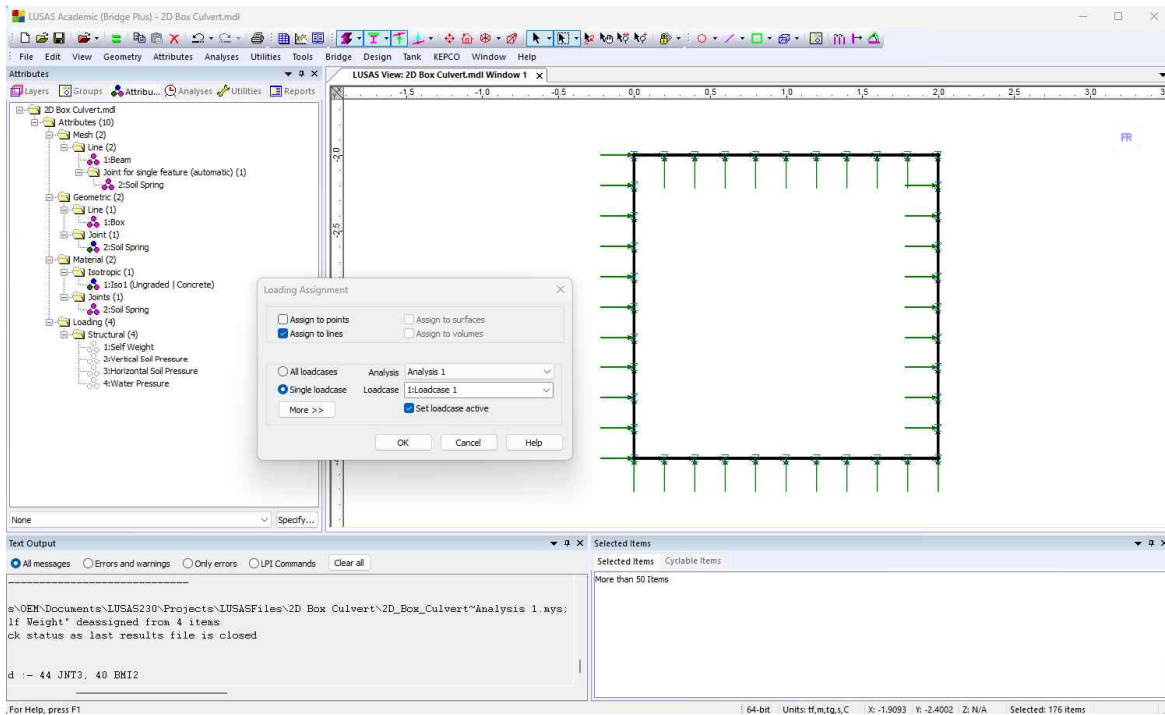 LUSAS Academic (Bridge Plus) - 2D Box Culvert.mdl
File Edit View Geometry Attributes Analyses Utilities Tools Bridge Design Tank KEPCO Window Help
Attributes
Layers Groups Attribu... Analyses Utilities Reports
2D Box Culvert.mdl
Attributes (10)
Mesh (2)
Line (2)
1:Beam
Joint for single feature (automatic) (1)
2:Soil Spring
Geometric (2)
Line (1)
1:Box
Joint (1)
2:Soil Spring
Material (2)
Isotropic (1)
1:Iso1 (Ungraded | Concrete)
Joints (1)
2:Soil Spring
Loading (4)
Structural (4)
1:Self Weight
2:Vertical Soil Pressure
3:Horizontal Soil Pressure
4:Water Pressure
None Specify...
LUSAS View: 2D Box Culvert.mdl Window 1
-1,5 -1,0 -0,5 0,0 0,5 1,0 1,5 2,0 2,5 3,0
-2,0
-2,5
FR
Loading Assignment
Assign to points Assign to surfaces
Assign to lines Assign to volumes
All loadcases Analysis Analysis 1
Single loadcase Loadcase 1:Loadcase 1
More >> Set loadcase active
OK Cancel Help
Text Output
All messages Errors and warnings Only errors LPI Commands Clear all
s\OEM\Documents\LUSAS230\Projects\LUSASFiles\2D Box Culvert\2D_Box_Culvert~Analysis 1.mys;
lf Weight" deassigned from 4 items
ck status as last results file is closed
d :- 44 JNT3, 40 BMI2
Selected Items
Selected Items Cyclable Items
More than 50 Items
For Help, press F1 64-bit Units: tf,m,tg,s,C X: -1.9093 Y: -2.4002 Z: N/A Selected: 176 items